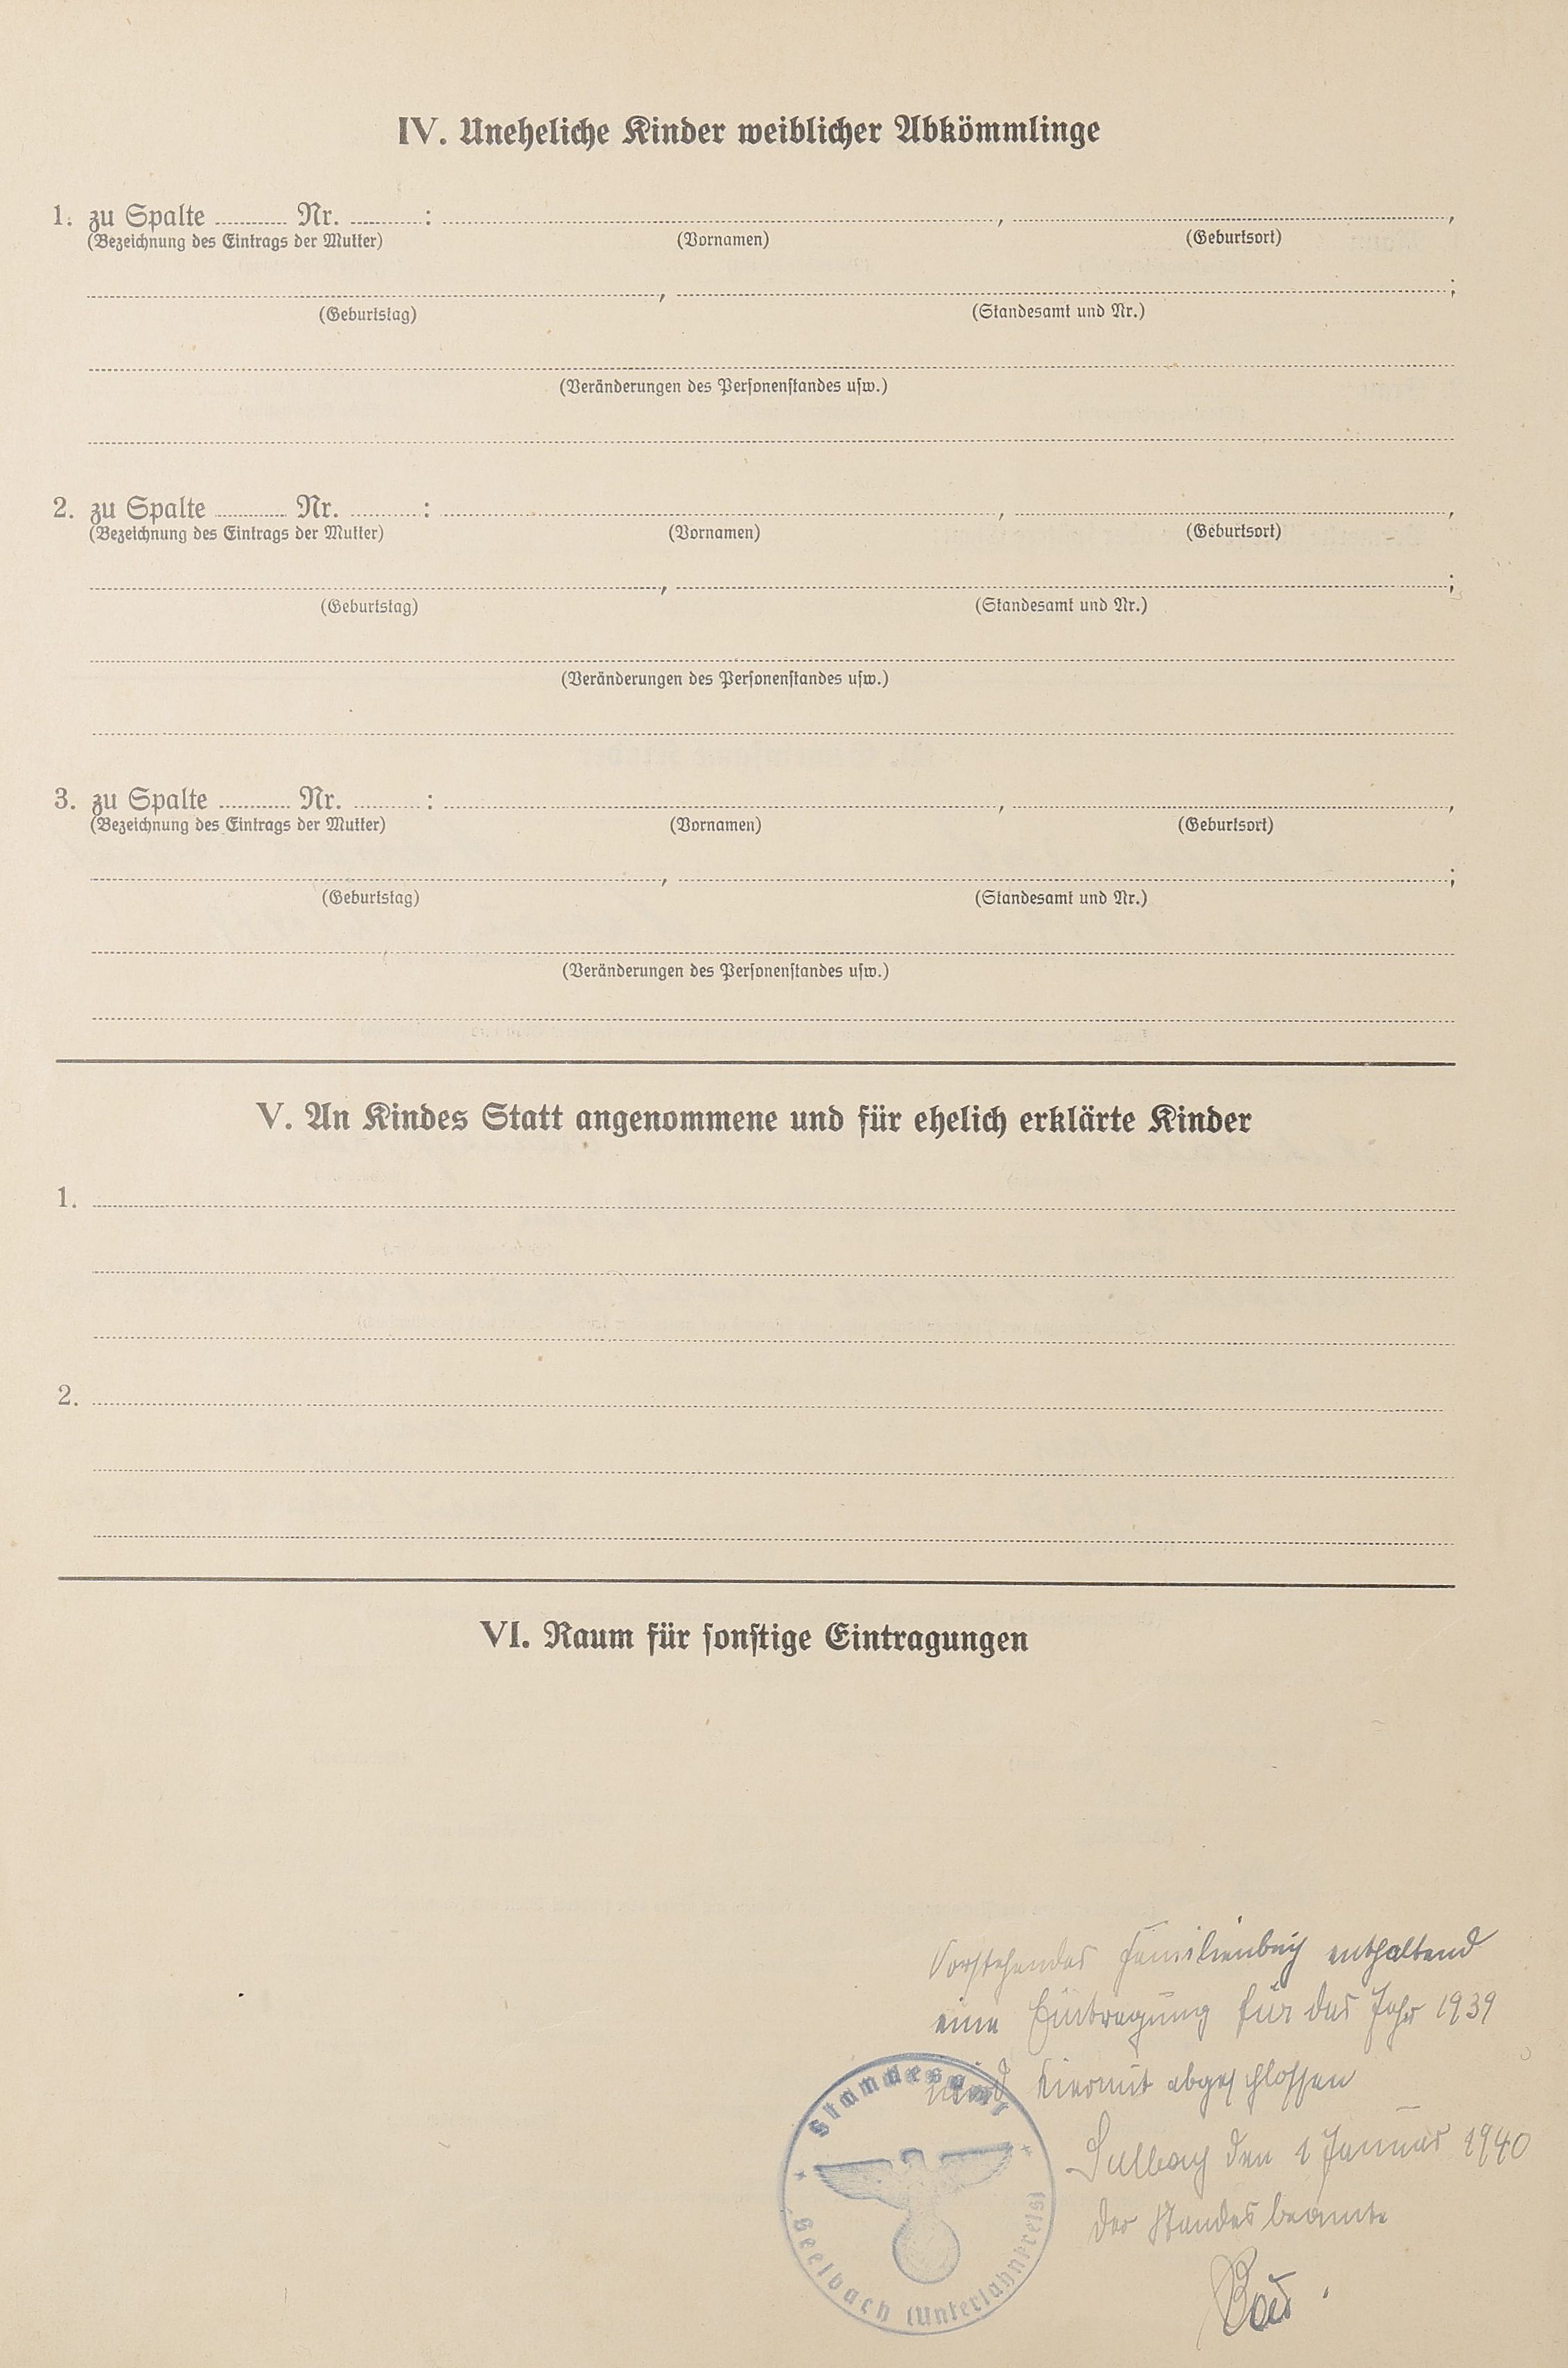 IV. Uneheliche Kinder weiblicher Abkömmlinge
1. zu Spalte ........ Nr. ........ : ........, ........,
(Bezeichnung des Eintrags der Mutter) (Vornamen) (Geburtsort)
........, ........;
(Geburtstag) (Standesamt und Nr.)
(Veränderungen des Personenstandes usw.)
2. zu Spalte ........ Nr. ........ : ........, ........,
(Bezeichnung des Eintrags der Mutter) (Vornamen) (Geburtsort)
........, ........;
(Geburtstag) (Standesamt und Nr.)
(Veränderungen des Personenstandes usw.)
3. zu Spalte ........ Nr. ........ : ........, ........,
(Bezeichnung des Eintrags der Mutter) (Vornamen) (Geburtsort)
........, ........;
(Geburtstag) (Standesamt und Nr.)
(Veränderungen des Personenstandes usw.)
V. An Kindes Statt angenommene und für ehelich erklärte Kinder
1.
2.
VI. Raum für sonstige Eintragungen
Vorstehendes Familienbuch enthaltend
eine Eintragung für das Jahr 1939
wird hiermit abgeschlossen
Seelbach den 1 Januar 1940
der Standesbeamte
Standesamt
Seelbach (Unterlahnkreis)